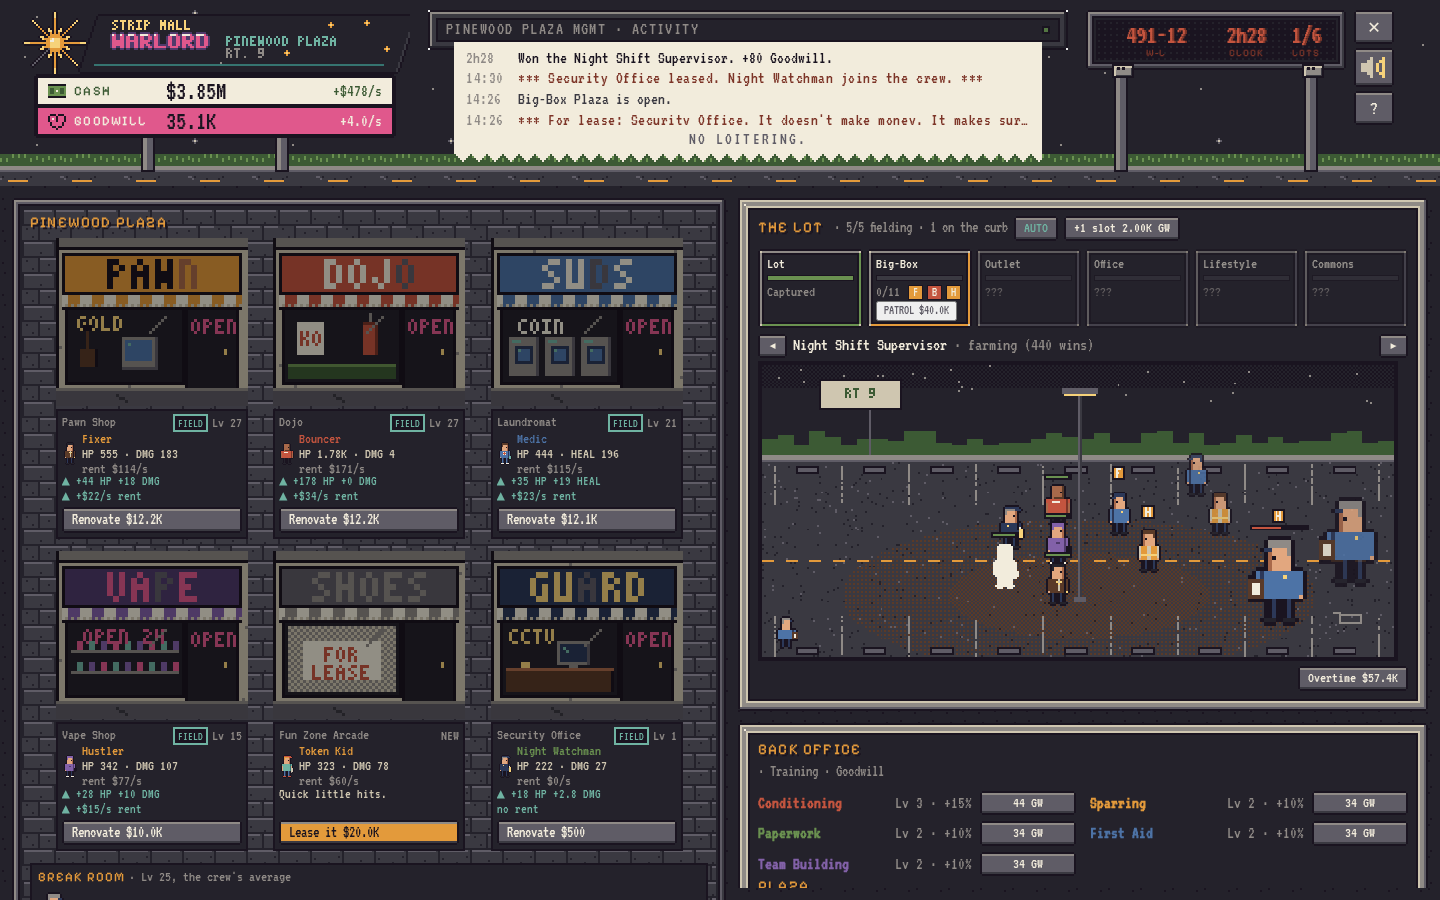 STRIP MALL
WARLORD
PINEWOOD PLAZA
RT. 9
CASH $3.85M +$478/s
GOODWILL 35.1K +4.0/s
PINEWOOD PLAZA MGMT · ACTIVITY
2h28 Won the Night Shift Supervisor. +80 Goodwill.
14:30 *** Security Office leased. Night Watchman joins the crew. ***
14:26 Big-Box Plaza is open.
14:26 *** For lease: Security Office. It doesn't make money. It makes sur…
NO LOITERING.
491-12 2h28 1/6
W-L CLOCK LOTS
×
?
PINEWOOD PLAZA
PAWN
GOLD
OPEN
Pawn Shop FIELD Lv 27
Fixer
HP 555 · DMG 183
rent $114/s
▲ +44 HP +18 DMG
▲ +$22/s rent
Renovate $12.2K
DOJO
KO
OPEN
Dojo FIELD Lv 27
Bouncer
HP 1.78K · DMG 4
rent $171/s
▲ +178 HP +0 DMG
▲ +$34/s rent
Renovate $12.2K
SUDS
COIN
OPEN
Laundromat FIELD Lv 21
Medic
HP 444 · HEAL 196
rent $115/s
▲ +35 HP +19 HEAL
▲ +$23/s rent
Renovate $12.1K
VAPE
OPEN 24
OPEN
Vape Shop FIELD Lv 15
Hustler
HP 342 · DMG 107
rent $77/s
▲ +28 HP +10 DMG
▲ +$15/s rent
Renovate $10.0K
SHOES
FOR
LEASE
Fun Zone Arcade NEW
Token Kid
HP 323 · DMG 78
rent $60/s
Quick little hits.
Lease it $20.0K
GUARD
CCTV
OPEN
Security Office FIELD Lv 1
Night Watchman
HP 222 · DMG 27
rent $0/s
▲ +18 HP +2.8 DMG
no rent
Renovate $500
BREAK ROOM · Lv 25, the crew's average
THE LOT · 5/5 fielding · 1 on the curb AUTO +1 slot 2.00K GW
Lot
Captured
Big-Box
0/11 F B H
PATROL $40.0K
Outlet
???
Office
???
Lifestyle
???
Commons
???
◄ Night Shift Supervisor · farming (440 wins) ►
RT 9
F
H
H
Overtime $57.4K
BACK OFFICE
· Training · Goodwill
Conditioning Lv 3 · +15% 44 GW
Sparring Lv 2 · +10% 34 GW
Paperwork Lv 2 · +10% 34 GW
First Aid Lv 2 · +10% 34 GW
Team Building Lv 2 · +10% 34 GW
PLAZA